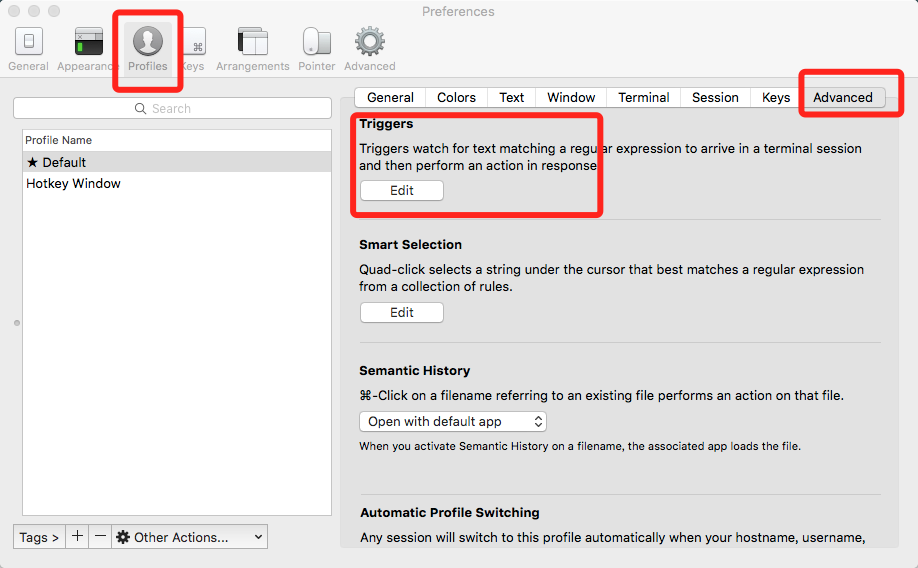 Preferences
General Appearance Profiles Keys Arrangements Pointer Advanced
Search
Profile Name
★ Default
Hotkey Window
Tags >
+
−
Other Actions...
General Colors Text Window Terminal Session Keys Advanced
Triggers
Triggers watch for text matching a regular expression to arrive in a terminal session
and then perform an action in response
Edit
Smart Selection
Quad-click selects a string under the cursor that best matches a regular expression
from a collection of rules.
Edit
Semantic History
⌘-Click on a filename referring to an existing file performs an action on that file.
Open with default app
When you activate Semantic History on a filename, the associated app loads the file.
Automatic Profile Switching
Any session will switch to this profile automatically when your hostname, username,